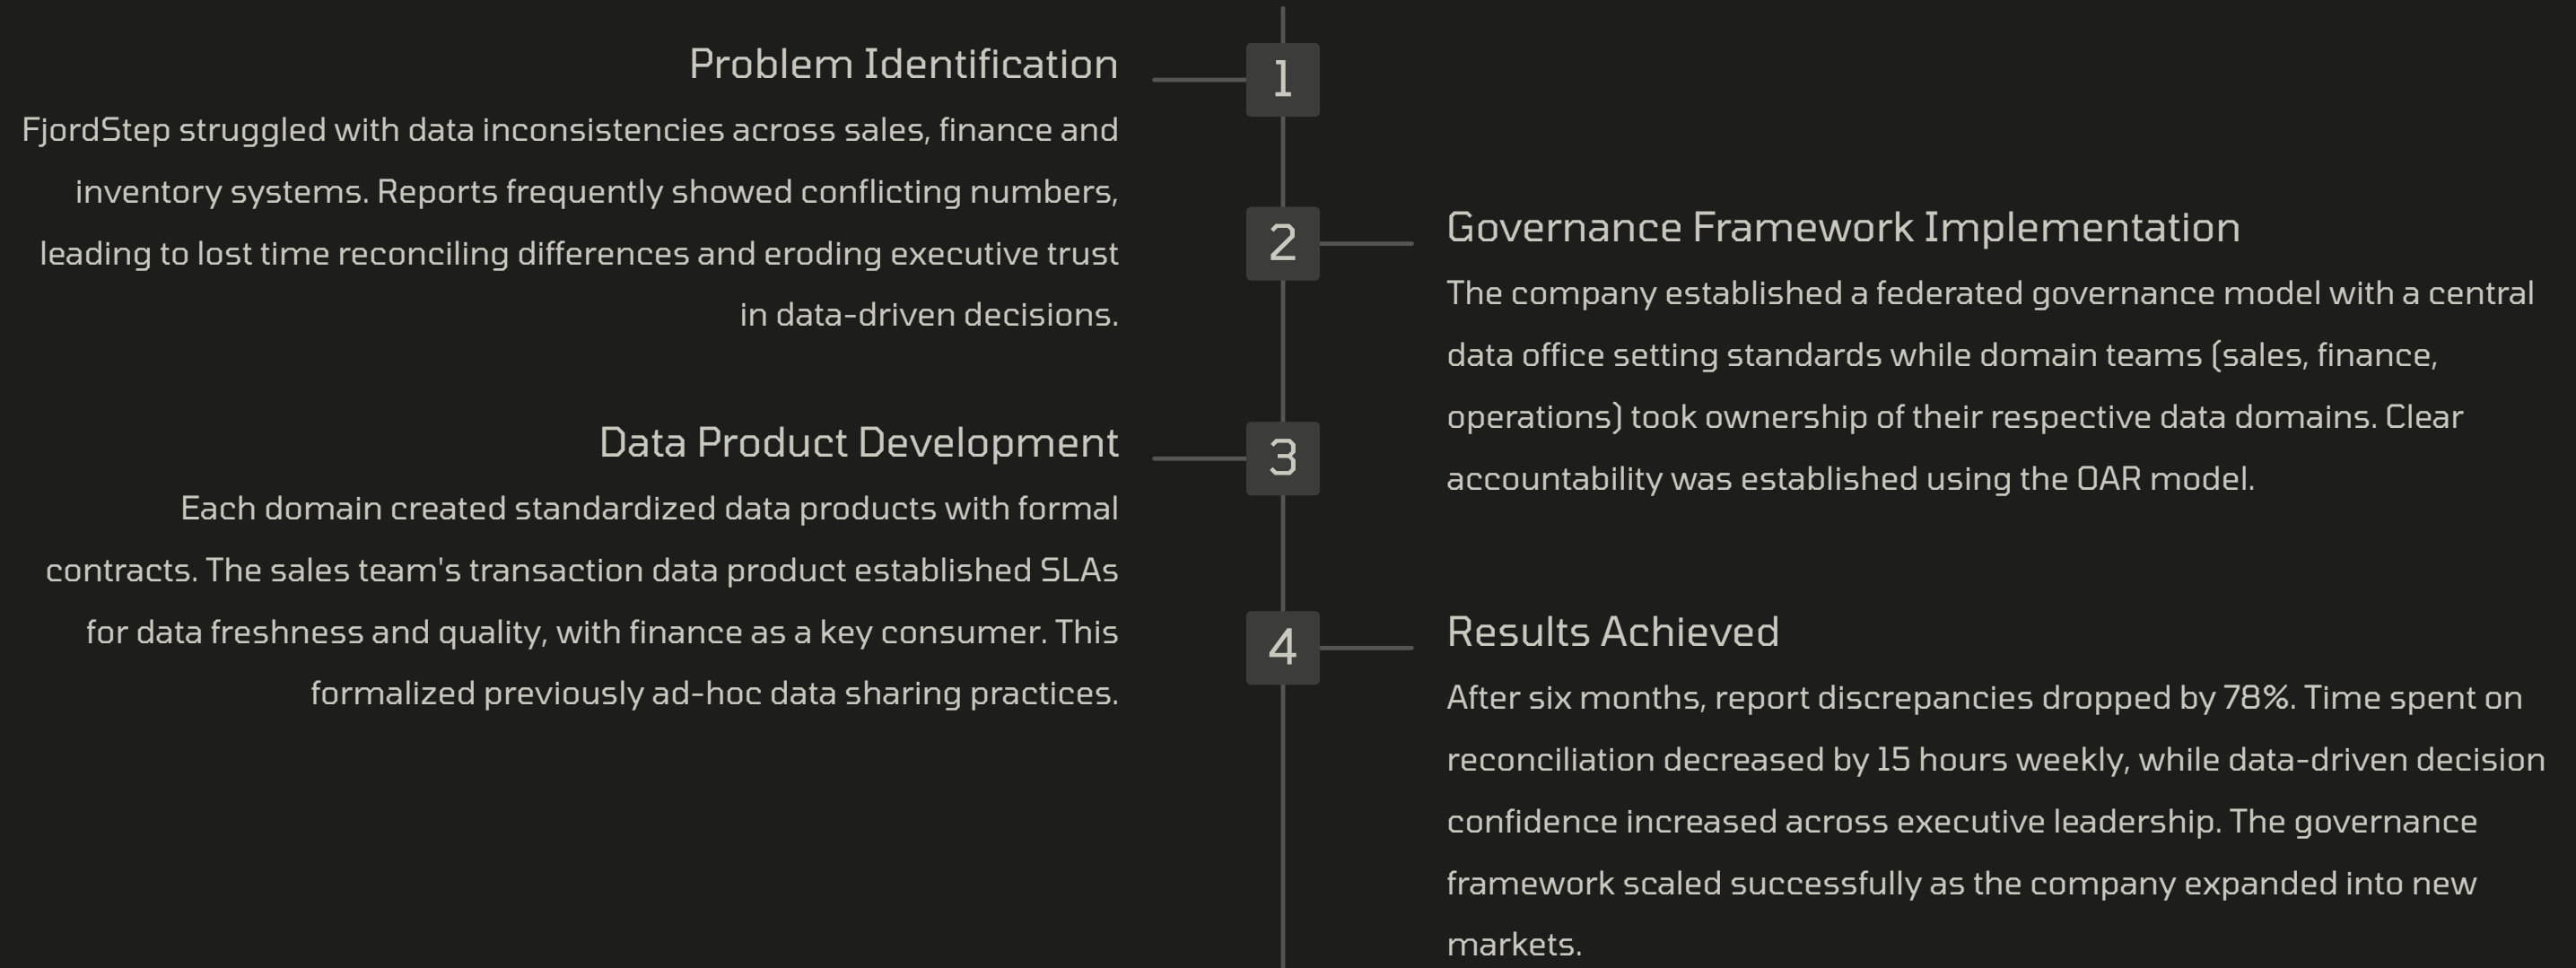 1
Problem Identification
FjordStep struggled with data inconsistencies across sales, finance and
inventory systems. Reports frequently showed conflicting numbers,
leading to lost time reconciling differences and eroding executive trust
in data-driven decisions.
2
Governance Framework Implementation
The company established a federated governance model with a central
data office setting standards while domain teams (sales, finance,
operations) took ownership of their respective data domains. Clear
accountability was established using the OAR model.
3
Data Product Development
Each domain created standardized data products with formal
contracts. The sales team's transaction data product established SLAs
for data freshness and quality, with finance as a key consumer. This
formalized previously ad-hoc data sharing practices.
4
Results Achieved
After six months, report discrepancies dropped by 78%. Time spent on
reconciliation decreased by 15 hours weekly, while data-driven decision
confidence increased across executive leadership. The governance
framework scaled successfully as the company expanded into new
markets.